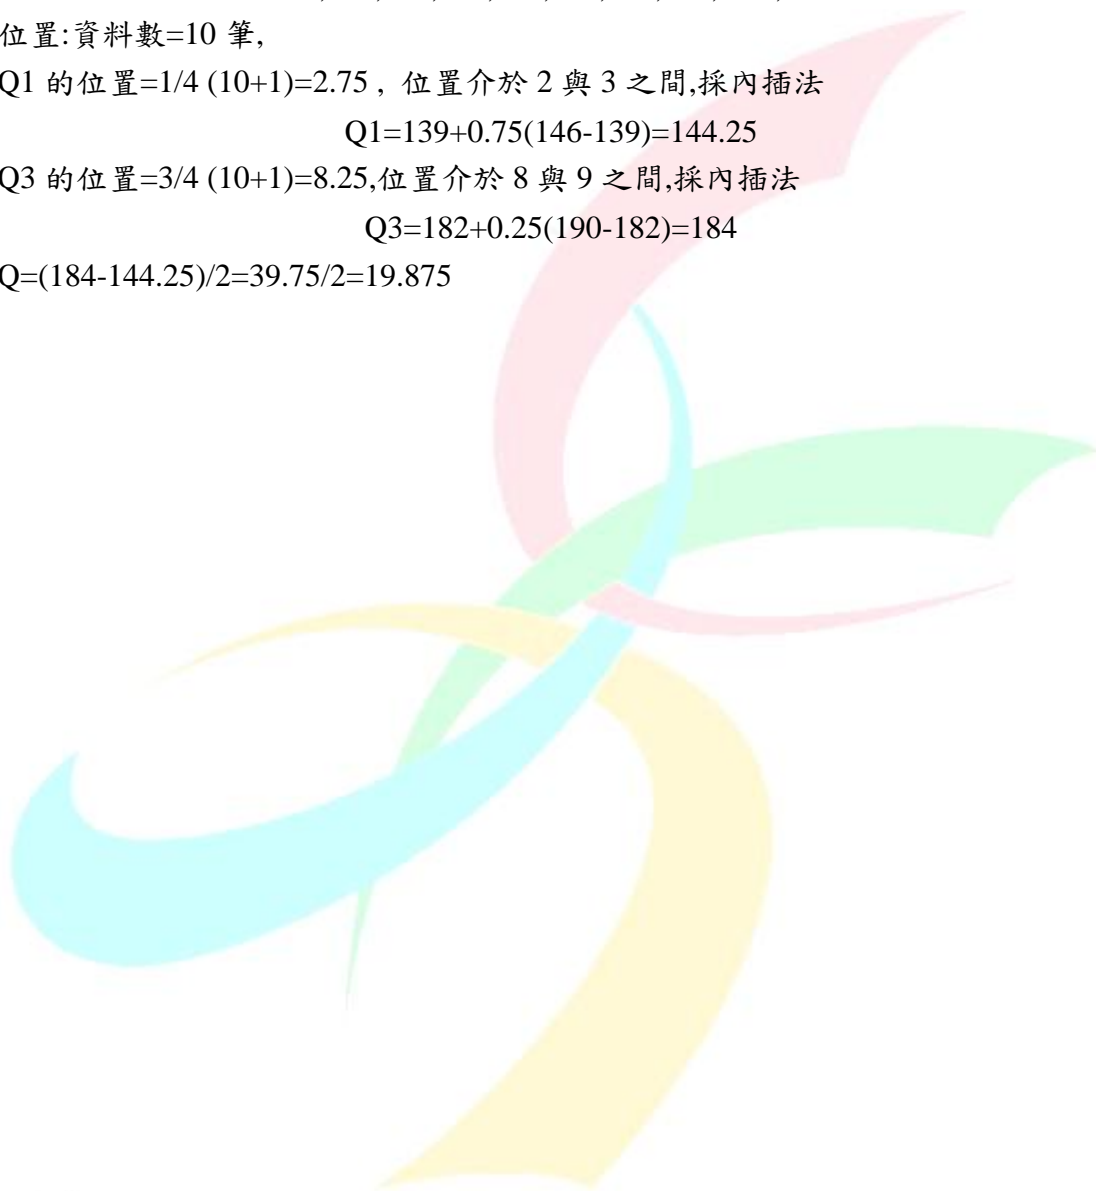 位置:資料數=10 筆,
Q1 的位置=1/4 (10+1)=2.75 , 位置介於 2 與 3 之間,採內插法
Q1=139+0.75(146-139)=144.25
Q3 的位置=3/4 (10+1)=8.25,位置介於 8 與 9 之間,採內插法
Q3=182+0.25(190-182)=184
Q=(184-144.25)/2=39.75/2=19.875